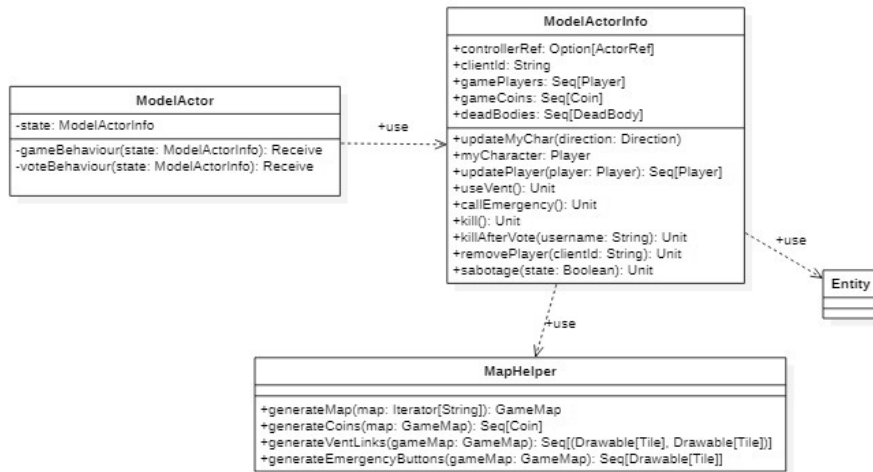 ModelActorInfo
+controllerRef: Option[ActorRef]
+clientId: String
+gamePlayers: Seq[Player]
+gameCoins: Seq[Coin]
+deadBodies: Seq[DeadBody]
+updateMyChar(direction: Direction)
+myCharacter: Player
+updatePlayer(player: Player): Seq[Player]
+useVent(): Unit
+callEmergency(): Unit
+kill(): Unit
+killAfterVote(username: String): Unit
+removePlayer(clientId: String): Unit
+sabotage(state: Boolean): Unit
ModelActor
-state: ModelActorInfo
-gameBehaviour(state: ModelActorInfo): Receive
-voteBehaviour(state: ModelActorInfo): Receive
+use
+use
Entity
+use
MapHelper
+generateMap(map: Iterator[String]): GameMap
+generateCoins(map: GameMap): Seq[Coin]
+generateVentLinks(gameMap: GameMap): Seq[(Drawable[Tile], Drawable[Tile])]
+generateEmergencyButtons(gameMap: GameMap): Seq[Drawable[Tile]]